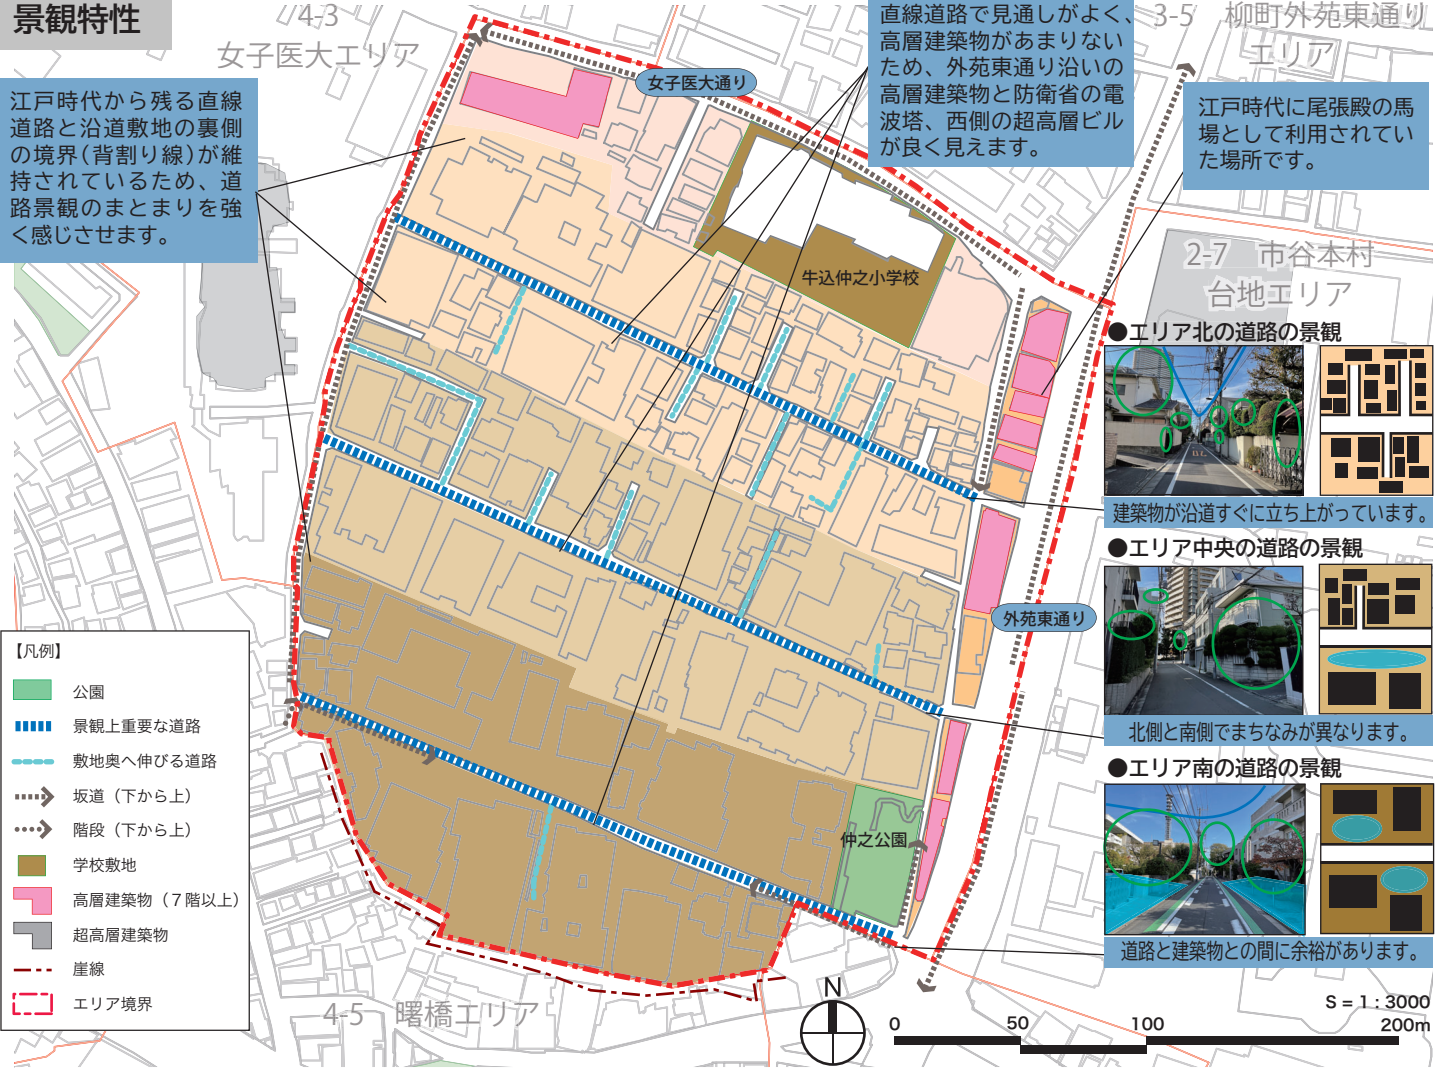 景観特性
4-3
女子医大エリア
3-5 柳町外苑東通り
エリア
直線道路で見通しがよく、
高層建築物があまりない
ため、外苑東通り沿いの
高層建築物と防衛省の電
波塔、西側の超高層ビル
が良く見えます。
江戸時代から残る直線
道路と沿道敷地の裏側
の境界(背割り線)が維
持されているため、道
路景観のまとまりを強
く感じさせます。
江戸時代に尾張殿の馬
場として利用されてい
た場所です。
女子医大通り
牛込仲之小学校
2-7 市谷本村
台地エリア
●エリア北の道路の景観
建築物が沿道すぐに立ち上がっています。
●エリア中央の道路の景観
北側と南側でまちなみが異なります。
●エリア南の道路の景観
道路と建築物との間に余裕があります。
外苑東通り
仲之公園
【凡例】
公園
景観上重要な道路
敷地奥へ伸びる道路
坂道（下から上）
階段（下から上）
学校敷地
高層建築物（７階以上）
超高層建築物
崖線
エリア境界
4-5 曙橋エリア
N
S = 1 : 3000
0 50 100 200m